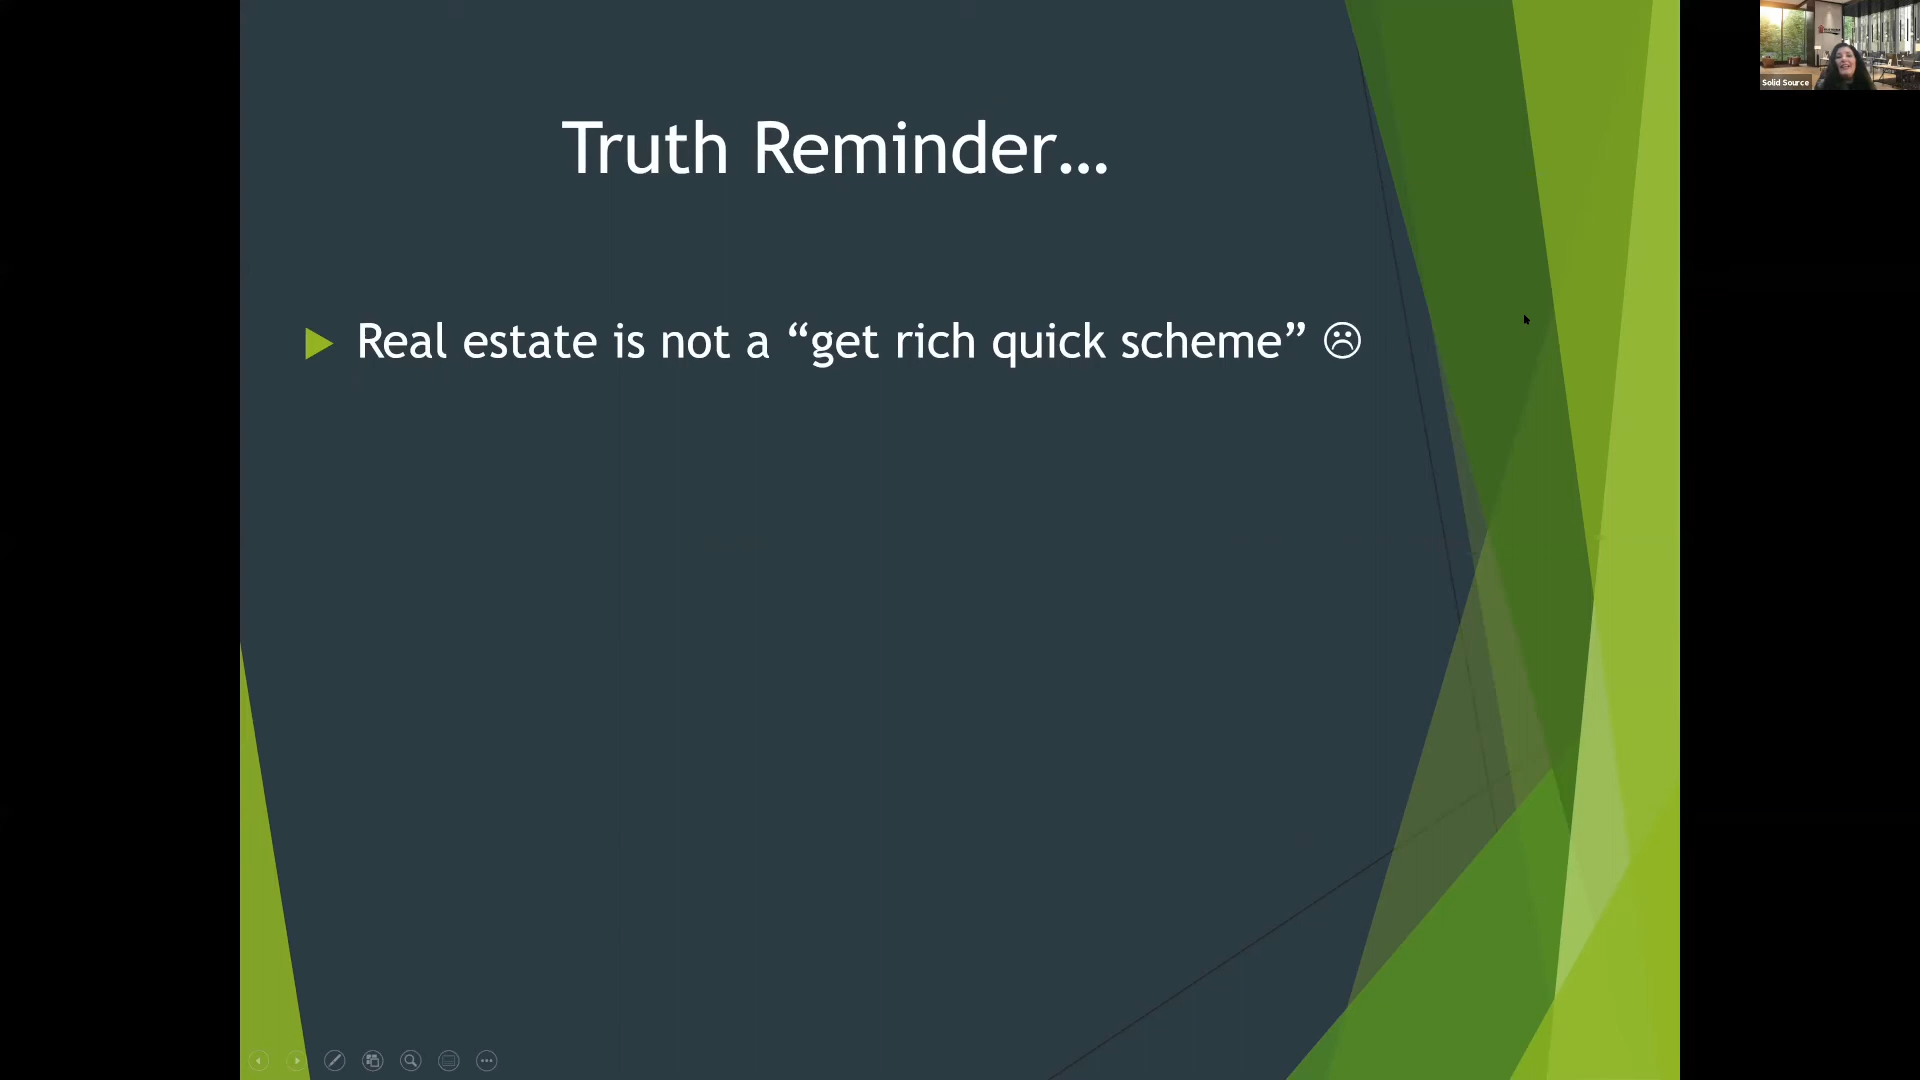 Truth Reminder…
Real estate is not a “get rich quick scheme” ☹
Solid Source